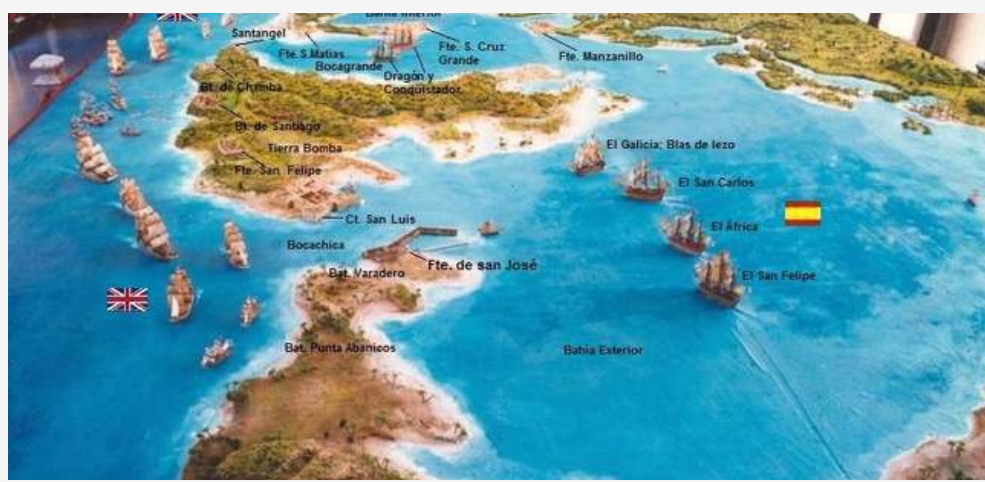 Bahia Interior
Santangel
Fte.S.Matias
Bocagrande
Fte. S. Cruz
Grande
Fte. Manzanillo
Dragón y
Conquistador
Bt. de Chamba
Bt. de Santiago
Tierra Bomba
Fte. San Felipe
El Galicia: Blas de lezo
El San Carlos
Ct. San Luis
El África
Bocachica
Fte. de san José
Bat. Varadero
El San Felipe
Bat. Punta Abanicos
Bahía Exterior